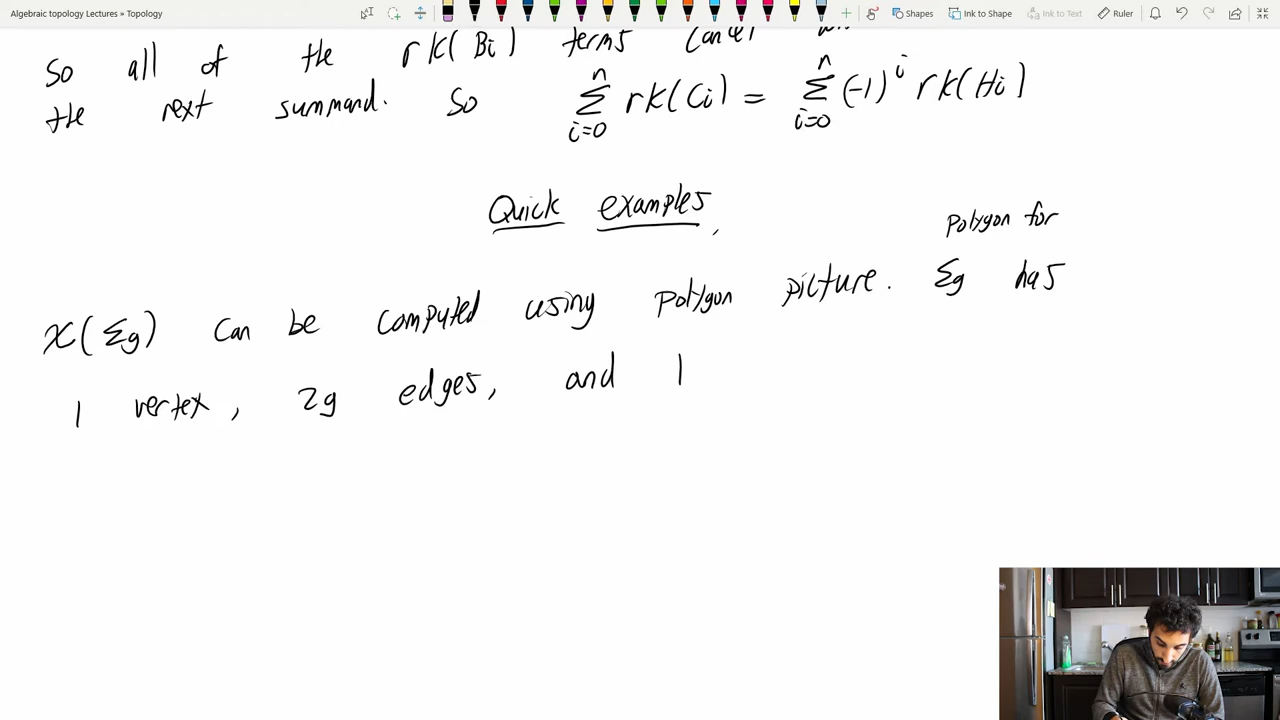 Algebraic topology Lectures » Topology
Shapes Ink to Shape Ink to Text Ruler
So all of the rk(Bi) terms cancel
the next summand. So ∑_{i=0}^{n} rk(Ci) = ∑_{i=0}^{n} (-1)^i rk(Hi)
Quick examples
χ(Σg) can be computed using polygon picture. Polygon for Σg has
1 vertex, 2g edges, and 1